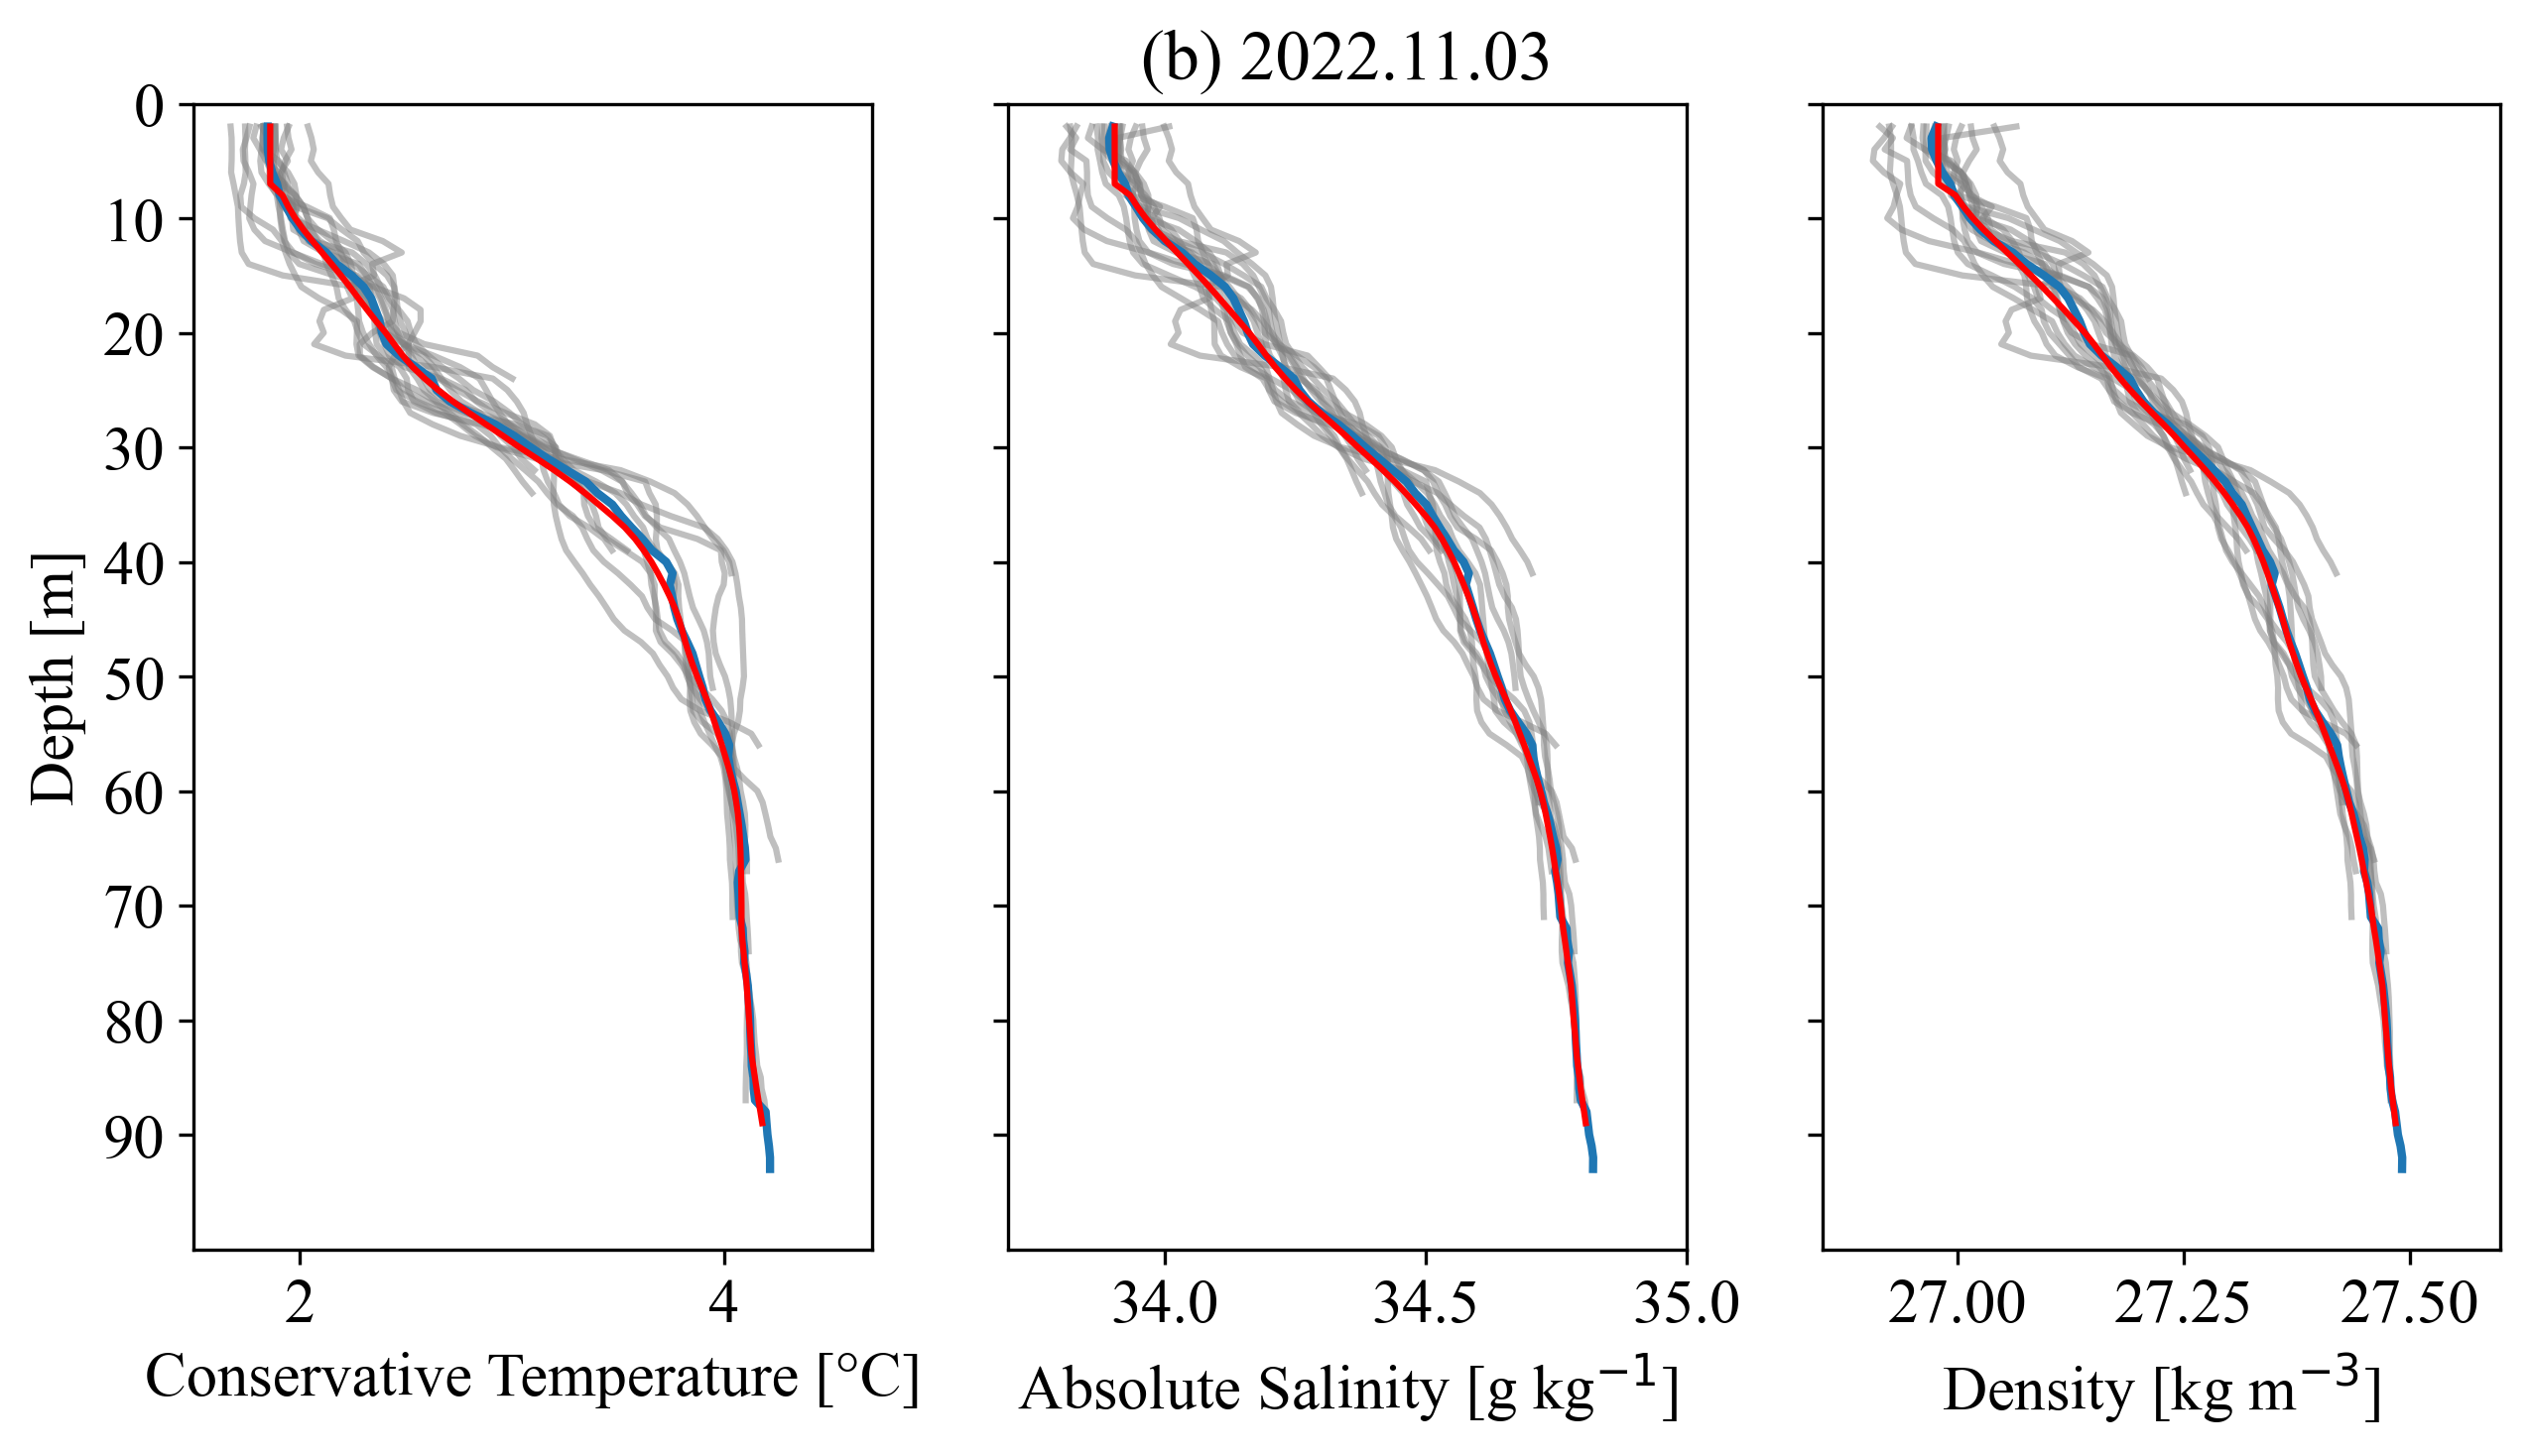 (b) 2022.11.03
Depth [m]
0
10
20
30
40
50
60
70
80
90
2 4
34.0 34.5 35.0
27.00 27.25 27.50
Conservative Temperature [°C]
Absolute Salinity [g kg⁻¹]
Density [kg m⁻³]